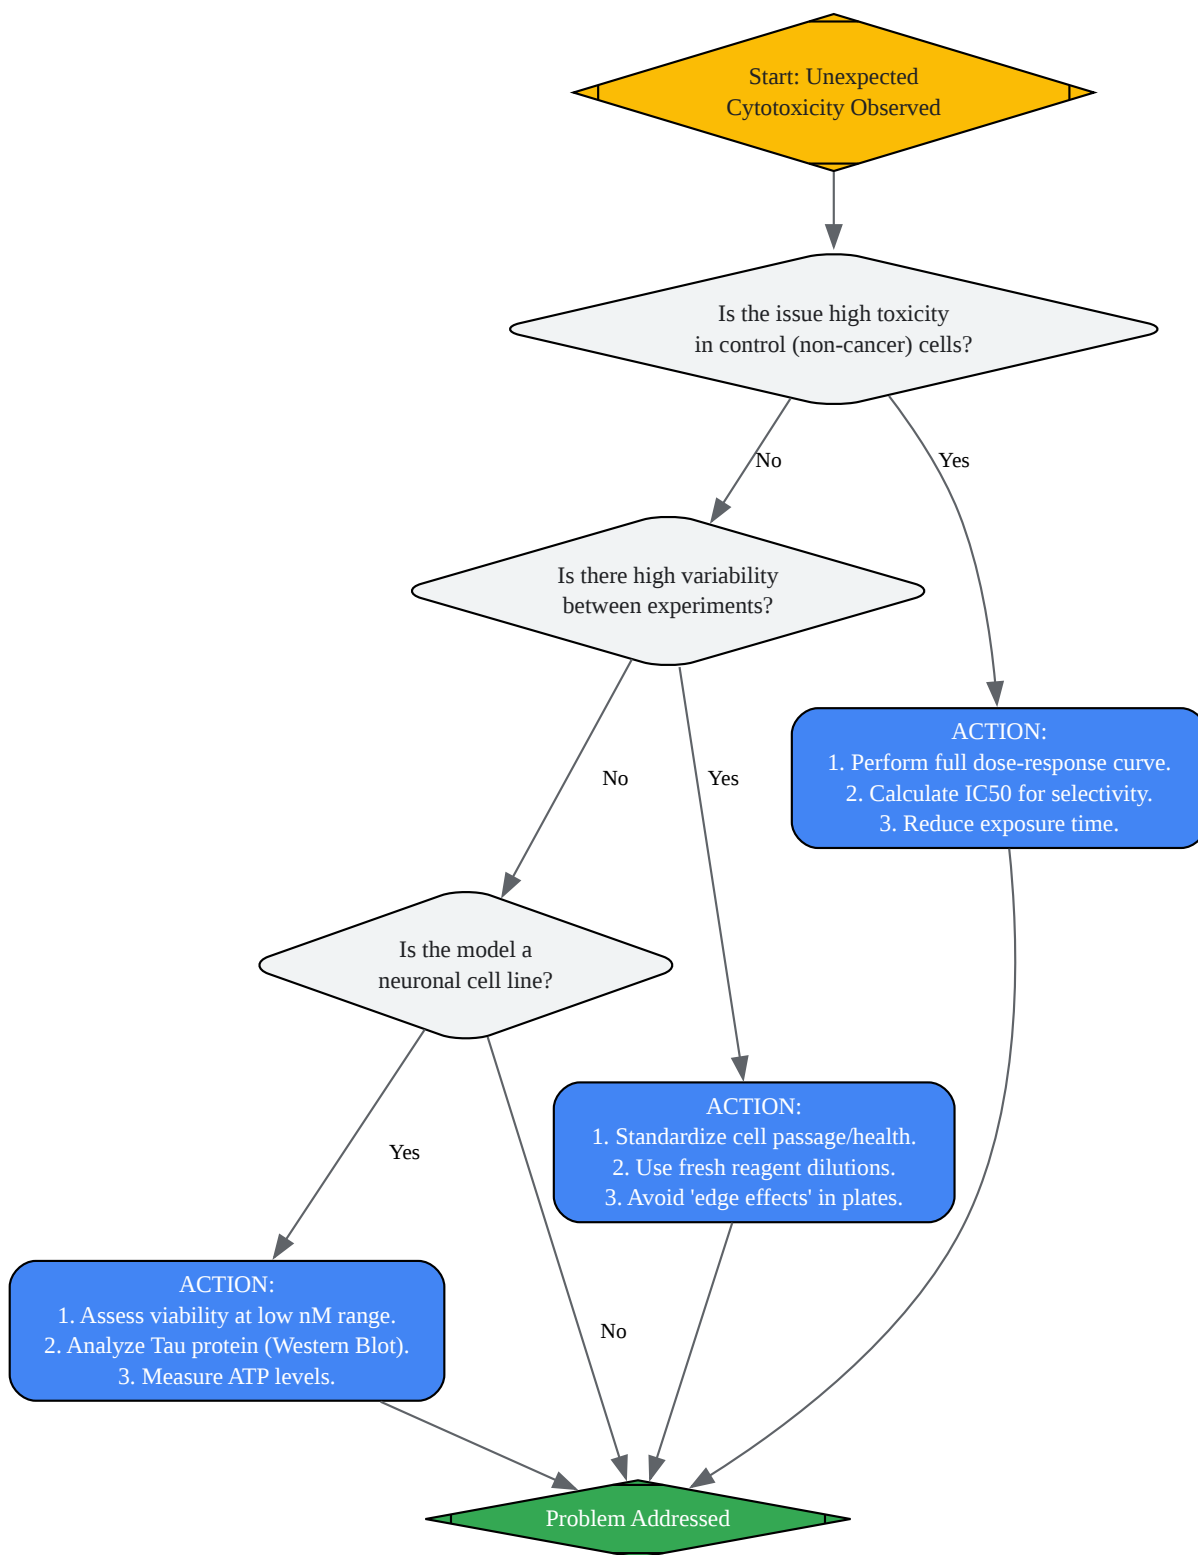 Start: Unexpected
Cytotoxicity Observed
Is the issue high toxicity
in control (non-cancer) cells?
No
Yes
Is there high variability
between experiments?
ACTION:
1. Perform full dose-response curve.
2. Calculate IC50 for selectivity.
3. Reduce exposure time.
No
Yes
Is the model a
neuronal cell line?
ACTION:
1. Standardize cell passage/health.
2. Use fresh reagent dilutions.
3. Avoid 'edge effects' in plates.
Yes
ACTION:
1. Assess viability at low nM range.
2. Analyze Tau protein (Western Blot).
3. Measure ATP levels.
No
Problem Addressed